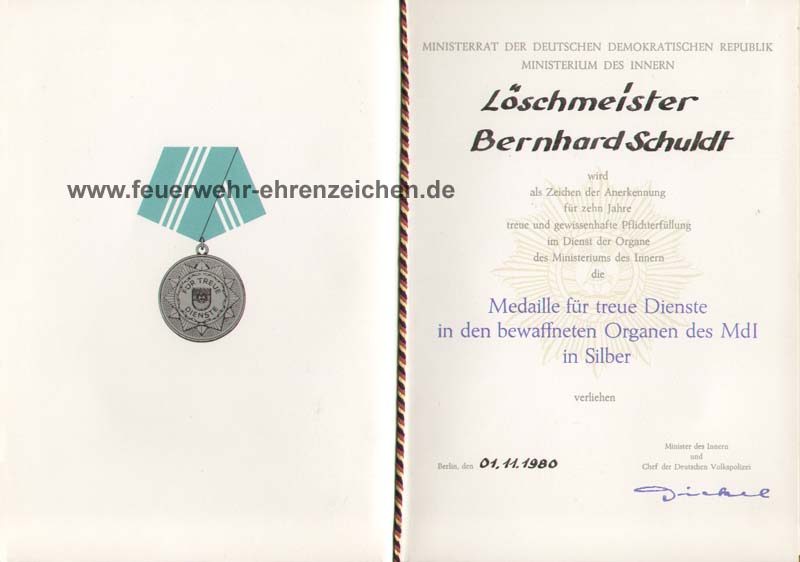 www.feuerwehr-ehrenzeichen.de
FÜR TREUE
DIENSTE
MINISTERRAT DER DEUTSCHEN DEMOKRATISCHEN REPUBLIK
MINISTERIUM DES INNERN
Löschmeister
Bernhard Schuldt
wird
als Zeichen der Anerkennung
für zehn Jahre
treue und gewissenhafte Pflichterfüllung
im Dienst der Organe
des Ministeriums des Innern
die
Medaille für treue Dienste
in den bewaffneten Organen des MdI
in Silber
verliehen
Berlin, den 01.11.1980
Minister des Innern
und
Chef der Deutschen Volkspolizei
Dickel